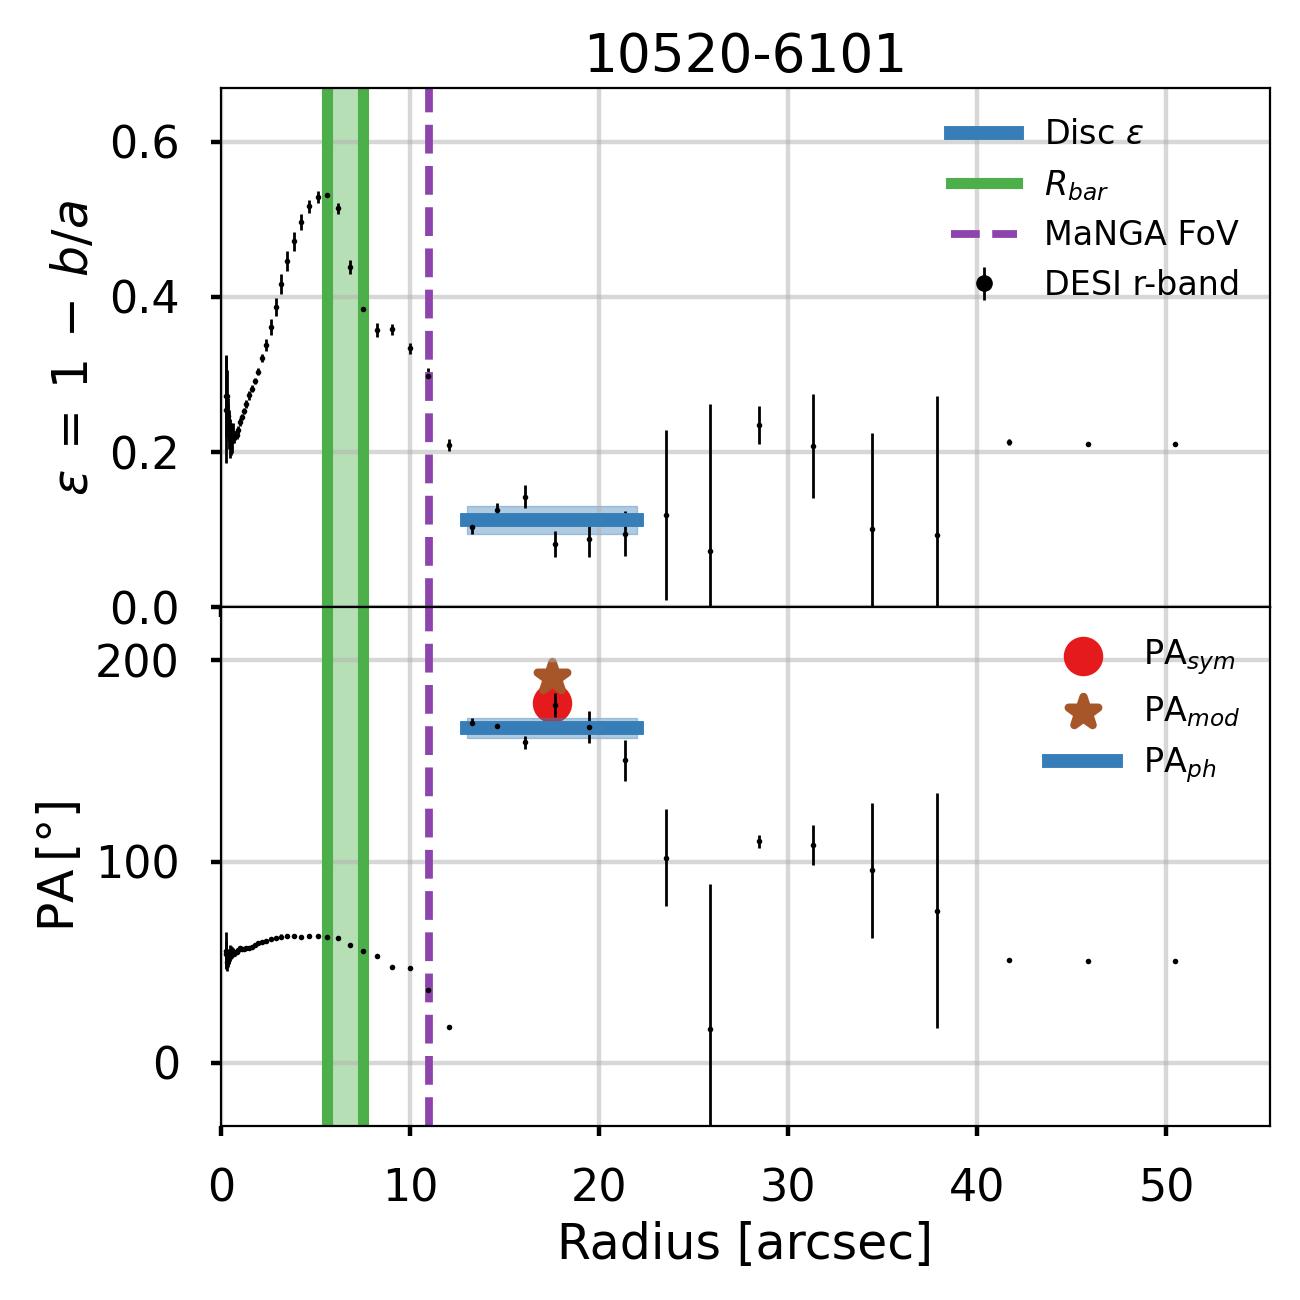 10520-6101
ε = 1 − b/a
0.6
0.4
0.2
0.0
Disc ε
R_bar
MaNGA FoV
DESI r-band
PA [°]
200
100
0
PA_sym
PA_mod
PA_ph
0 10 20 30 40 50
Radius [arcsec]